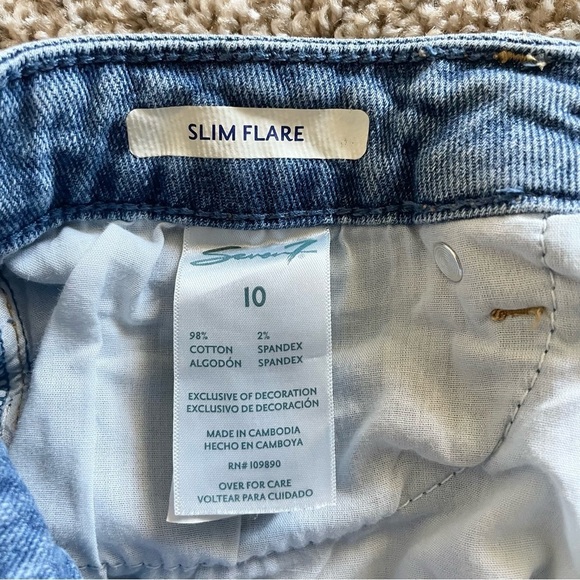 SLIM FLARE
Seven7
10
98% 2%
COTTON SPANDEX
ALGODÓN SPANDEX
EXCLUSIVE OF DECORATION
EXCLUSIVO DE DECORACIÓN
MADE IN CAMBODIA
HECHO EN CAMBOYA
RN# 109890
OVER FOR CARE
VOLTEAR PARA CUIDADO